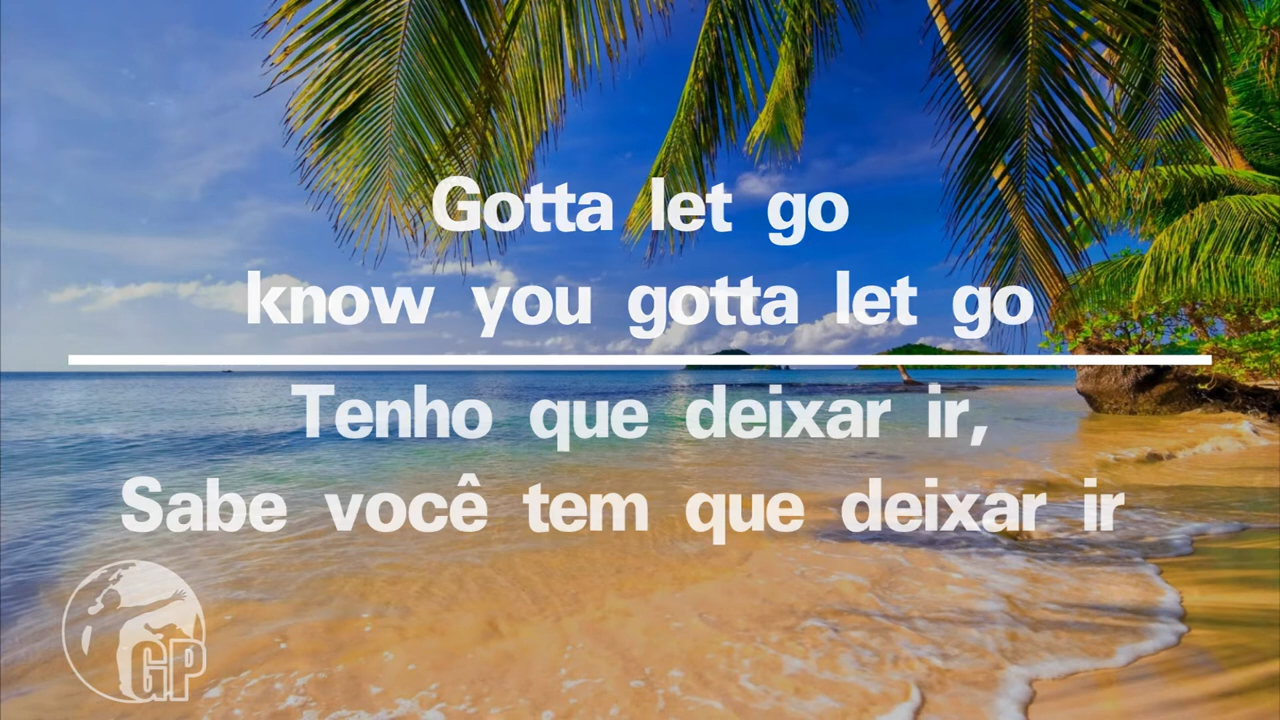 Gotta let go
know you gotta let go
Tenho que deixar ir,
Sabe você tem que deixar ir
GP